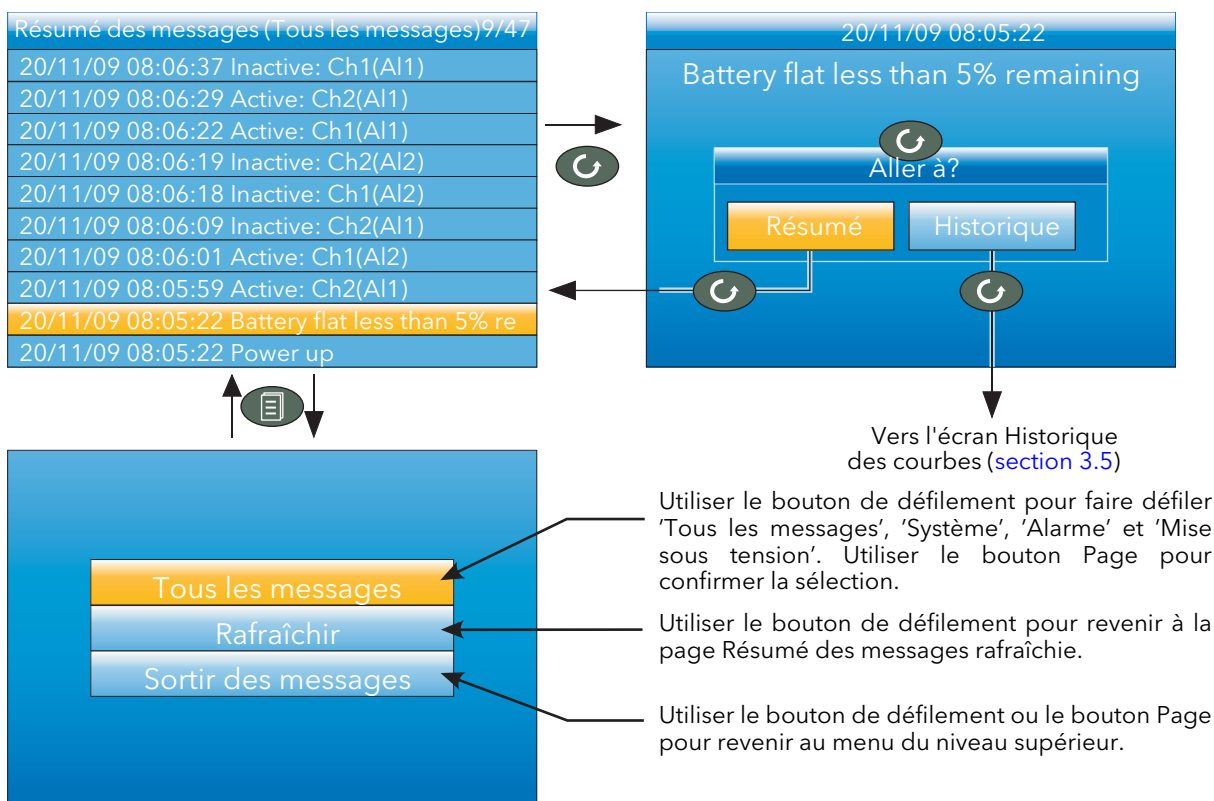 Résumé des messages (Tous les messages)9/47
20/11/09 08:06:37 Inactive: Ch1(Al1)
20/11/09 08:06:29 Active: Ch2(Al1)
20/11/09 08:06:22 Active: Ch1(Al1)
20/11/09 08:06:19 Inactive: Ch2(Al2)
20/11/09 08:06:18 Inactive: Ch1(Al2)
20/11/09 08:06:09 Inactive: Ch2(Al1)
20/11/09 08:06:01 Active: Ch1(Al2)
20/11/09 08:05:59 Active: Ch2(Al1)
20/11/09 08:05:22 Battery flat less than 5% re
20/11/09 08:05:22 Power up
20/11/09 08:05:22
Battery flat less than 5% remaining
Aller à?
Résumé
Historique
Vers l'écran Historique
des courbes (section 3.5)
Tous les messages
Rafraîchir
Sortir des messages
Utiliser le bouton de défilement pour faire défiler
'Tous les messages', 'Système', 'Alarme' et 'Mise
sous tension'. Utiliser le bouton Page pour
confirmer la sélection.
Utiliser le bouton de défilement pour revenir à la
page Résumé des messages rafraîchie.
Utiliser le bouton de défilement ou le bouton Page
pour revenir au menu du niveau supérieur.